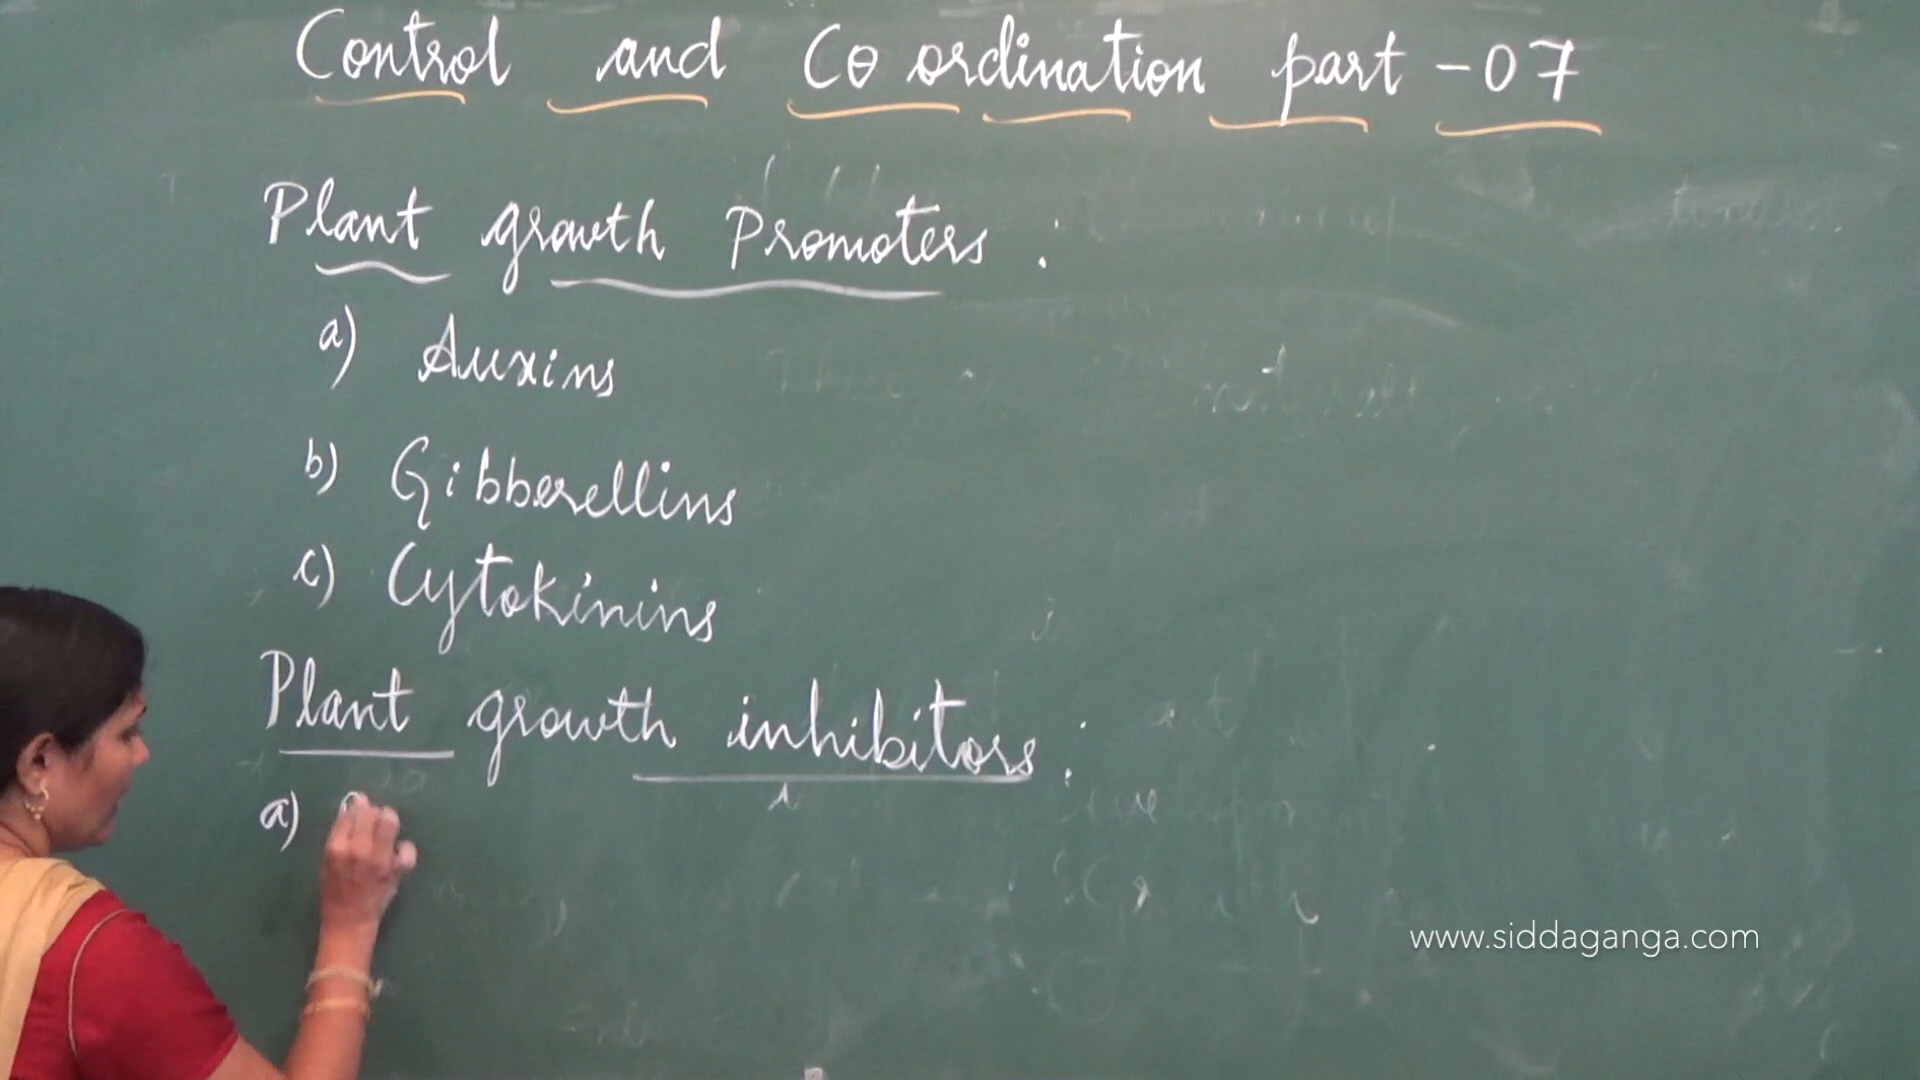 Control and Co ordination part - 07
Plant growth Promoters :
a) Auxins
b) Gibberellins
c) Cytokinins
Plant growth inhibitors :
a)
www.siddaganga.com